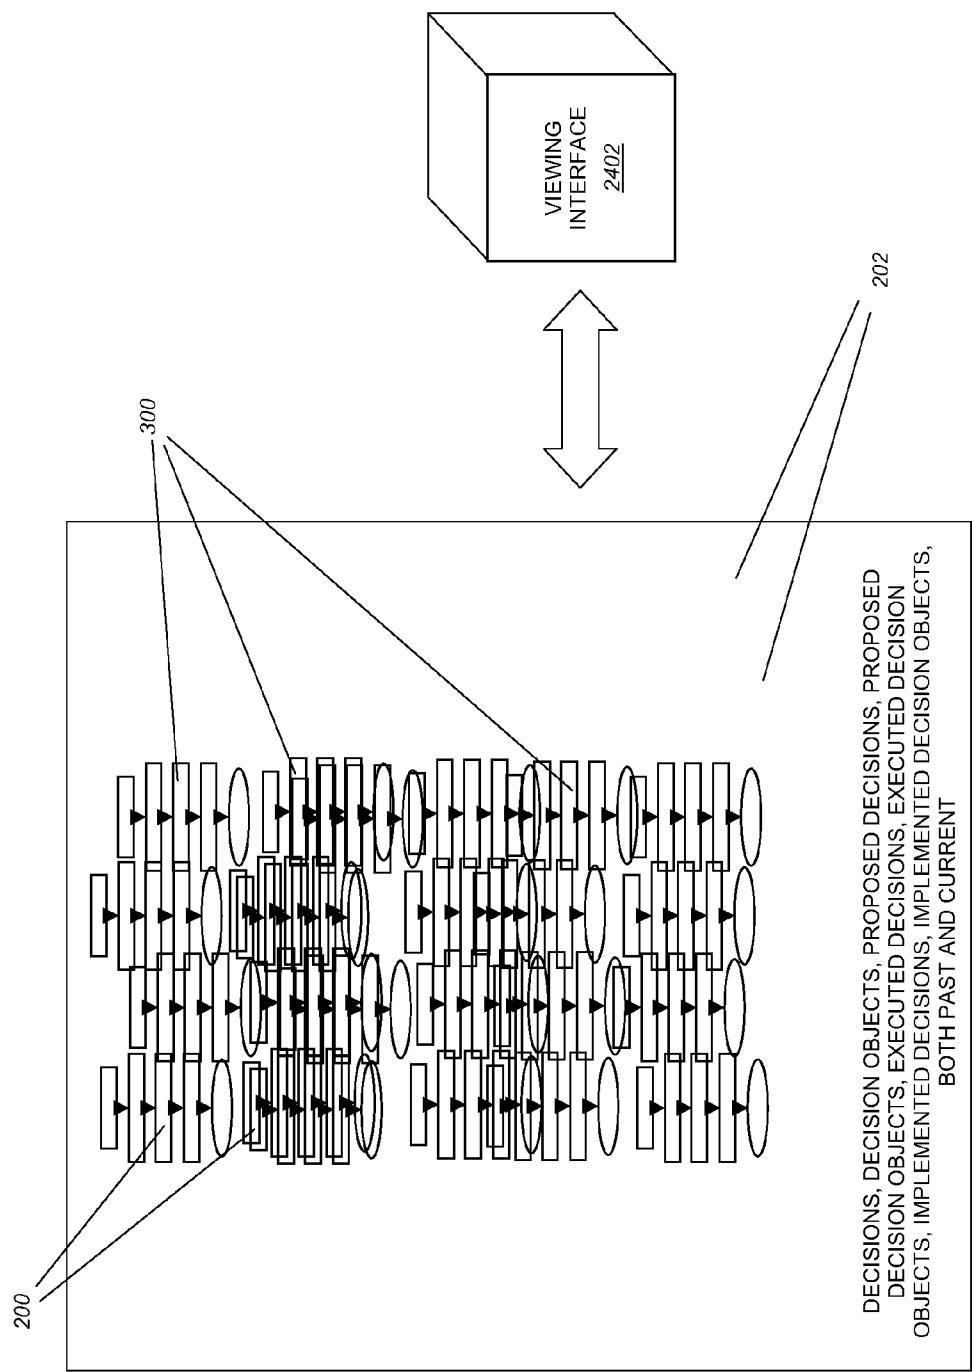 200
300
202
VIEWING
INTERFACE
2402
DECISIONS, DECISION OBJECTS, PROPOSED DECISIONS, PROPOSED
DECISION OBJECTS, EXECUTED DECISIONS, EXECUTED DECISION
OBJECTS, IMPLEMENTED DECISIONS, IMPLEMENTED DECISION OBJECTS,
BOTH PAST AND CURRENT